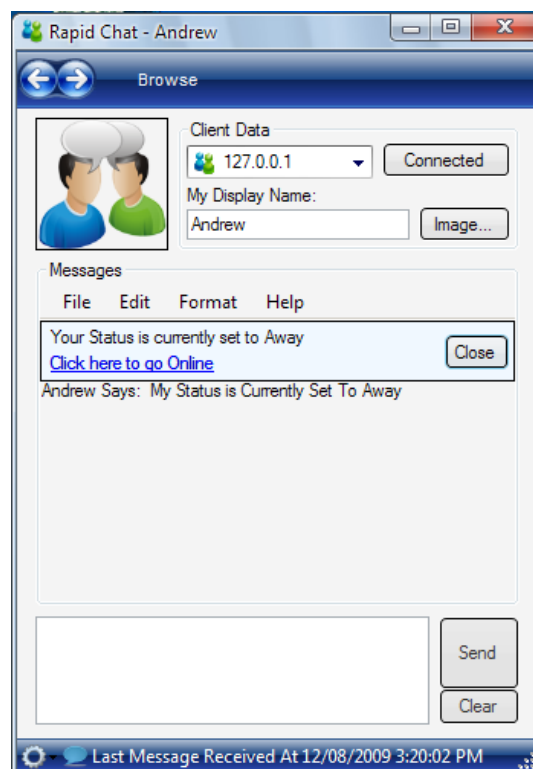 Rapid Chat - Andrew
Browse
Client Data
127.0.0.1
Connected
My Display Name:
Andrew
Image...
Messages
File Edit Format Help
Your Status is currently set to Away
Click here to go Online
Close
Andrew Says: My Status is Currently Set To Away
Send
Clear
Last Message Received At 12/08/2009 3:20:02 PM